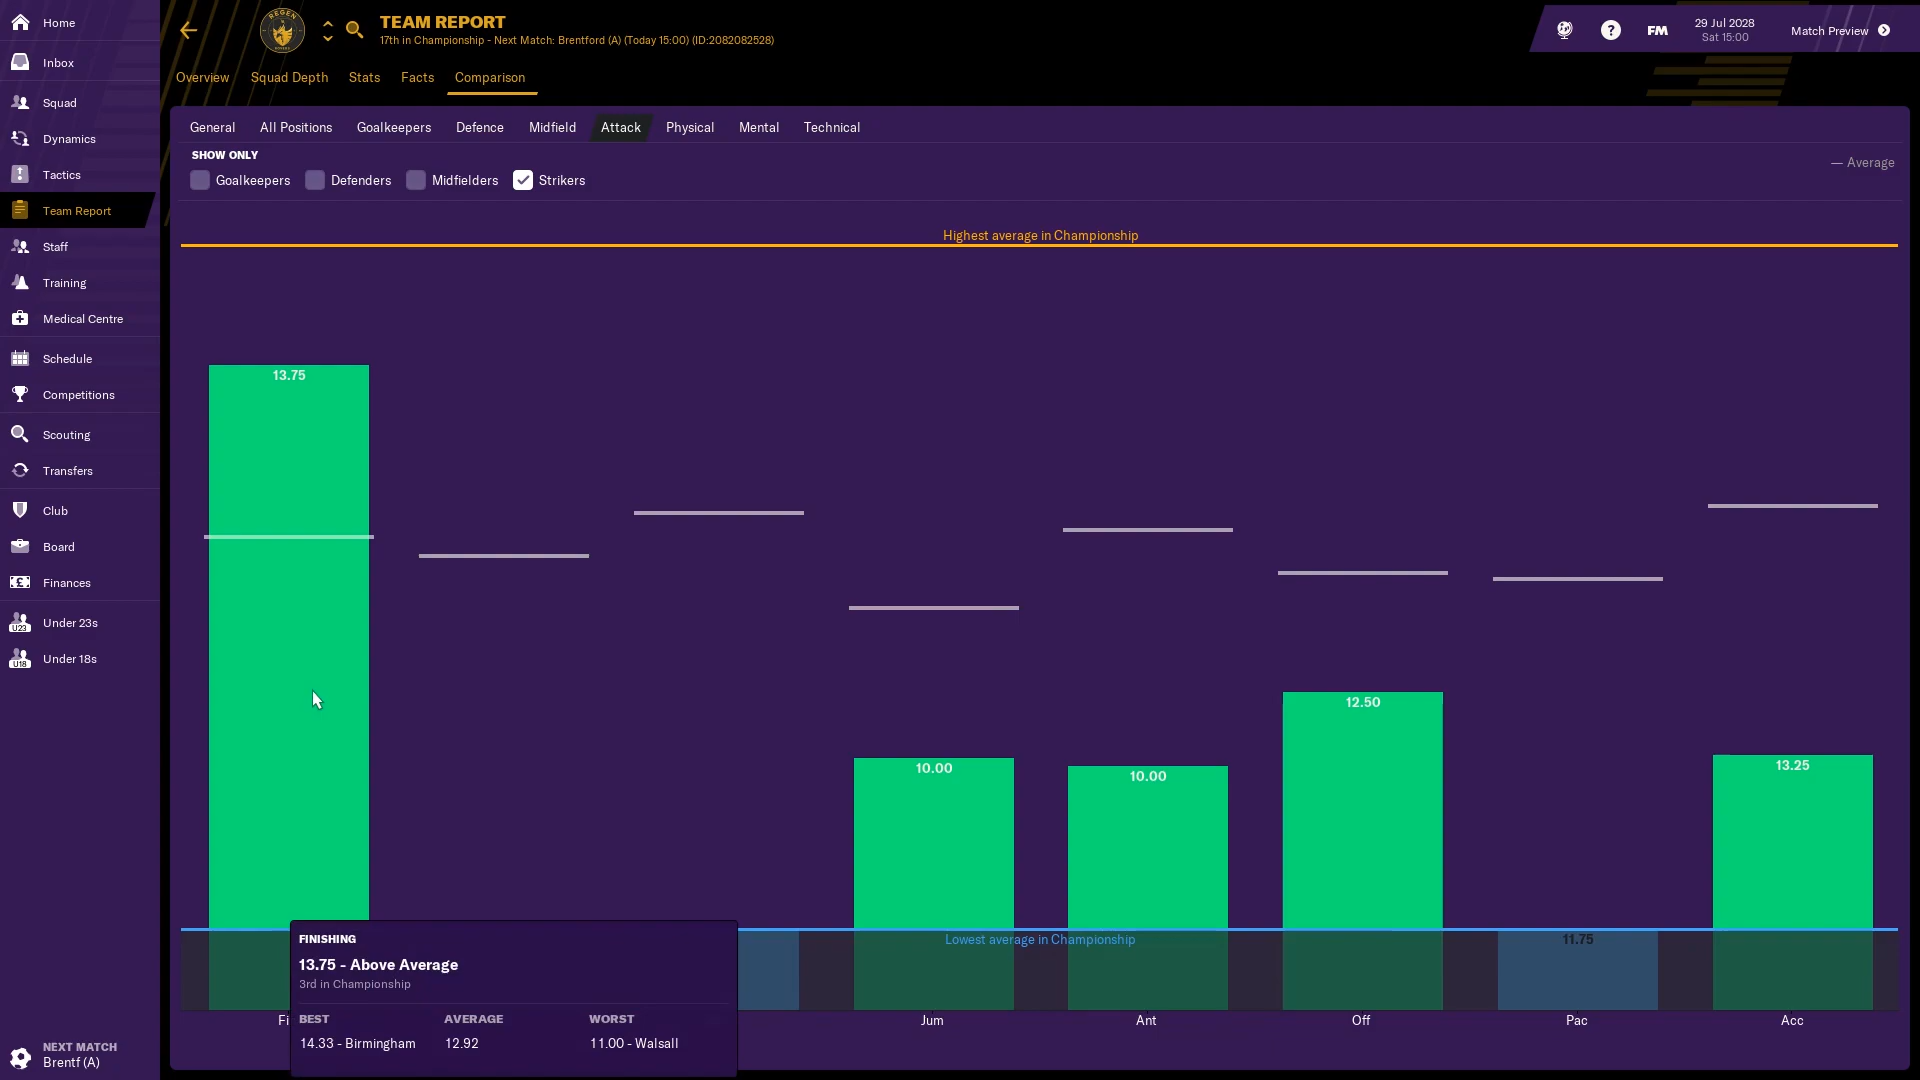 Home
Inbox
Squad
Dynamics
Tactics
Team Report
Staff
Training
Medical Centre
Schedule
Competitions
Scouting
Transfers
Club
Board
Finances
U23
Under 23s
U18
Under 18s
NEXT MATCH
Brentf (A)
REGEN
TEAM REPORT
17th in Championship - Next Match: Brentford (A) (Today 15:00) (ID:2082082528)
?
FM
29 Jul 2028
Sat 15:00
Match Preview
Overview Squad Depth Stats Facts Comparison
General All Positions Goalkeepers Defence Midfield Attack Physical Mental Technical
SHOW ONLY
Goalkeepers Defenders Midfielders Strikers
— Average
Highest average in Championship
13.75
12.50
13.25
10.00
10.00
Lowest average in Championship
11.75
Fi
Jum
Ant
Off
Pac
Acc
FINISHING
13.75 - Above Average
3rd in Championship
BEST AVERAGE WORST
14.33 - Birmingham 12.92 11.00 - Walsall